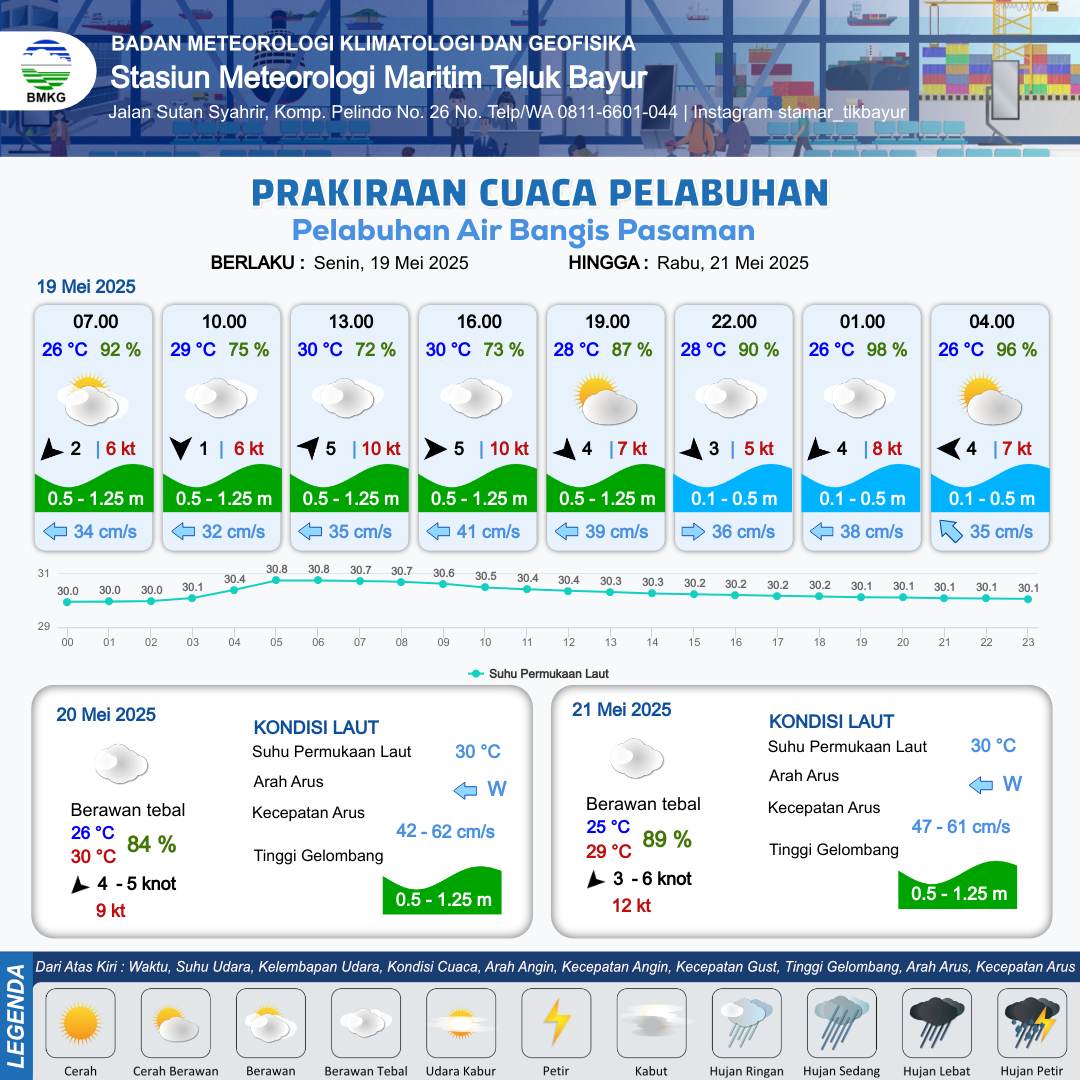 BMKG
BADAN METEOROLOGI KLIMATOLOGI DAN GEOFISIKA
Stasiun Meteorologi Maritim Teluk Bayur
Jalan Sutan Syahrir, Komp. Pelindo No. 26 No. Telp/WA 0811-6601-044 | Instagram stamar_tlkbayur
PRAKIRAAN CUACA PELABUHAN
Pelabuhan Air Bangis Pasaman
BERLAKU : Senin, 19 Mei 2025 HINGGA : Rabu, 21 Mei 2025
19 Mei 2025
07.00 10.00 13.00 16.00 19.00 22.00 01.00 04.00
26 °C 92 % 29 °C 75 % 30 °C 72 % 30 °C 73 % 28 °C 87 % 28 °C 90 % 26 °C 98 % 26 °C 96 %
2 | 6 kt 1 | 6 kt 5 | 10 kt 5 | 10 kt 4 | 7 kt 3 | 5 kt 4 | 8 kt 4 | 7 kt
0.5 - 1.25 m 0.5 - 1.25 m 0.5 - 1.25 m 0.5 - 1.25 m 0.5 - 1.25 m 0.1 - 0.5 m 0.1 - 0.5 m 0.1 - 0.5 m
34 cm/s 32 cm/s 35 cm/s 41 cm/s 39 cm/s 36 cm/s 38 cm/s 35 cm/s
31
30.0 30.0 30.0 30.1 30.4 30.8 30.8 30.7 30.7 30.6 30.5 30.4 30.4 30.3 30.3 30.2 30.2 30.2 30.2 30.1 30.1 30.1 30.1 30.1
29
00 01 02 03 04 05 06 07 08 09 10 11 12 13 14 15 16 17 18 19 20 21 22 23
Suhu Permukaan Laut
20 Mei 2025
Berawan tebal
26 °C
84 %
30 °C
4 - 5 knot
9 kt
KONDISI LAUT
Suhu Permukaan Laut 30 °C
Arah Arus W
Kecepatan Arus 42 - 62 cm/s
Tinggi Gelombang 0.5 - 1.25 m
21 Mei 2025
Berawan tebal
25 °C
89 %
29 °C
3 - 6 knot
12 kt
KONDISI LAUT
Suhu Permukaan Laut 30 °C
Arah Arus W
Kecepatan Arus 47 - 61 cm/s
Tinggi Gelombang 0.5 - 1.25 m
LEGENDA
Dari Atas Kiri : Waktu, Suhu Udara, Kelembapan Udara, Kondisi Cuaca, Arah Angin, Kecepatan Angin, Kecepatan Gust, Tinggi Gelombang, Arah Arus, Kecepatan Arus
Cerah Cerah Berawan Berawan Berawan Tebal Udara Kabur Petir Kabut Hujan Ringan Hujan Sedang Hujan Lebat Hujan Petir